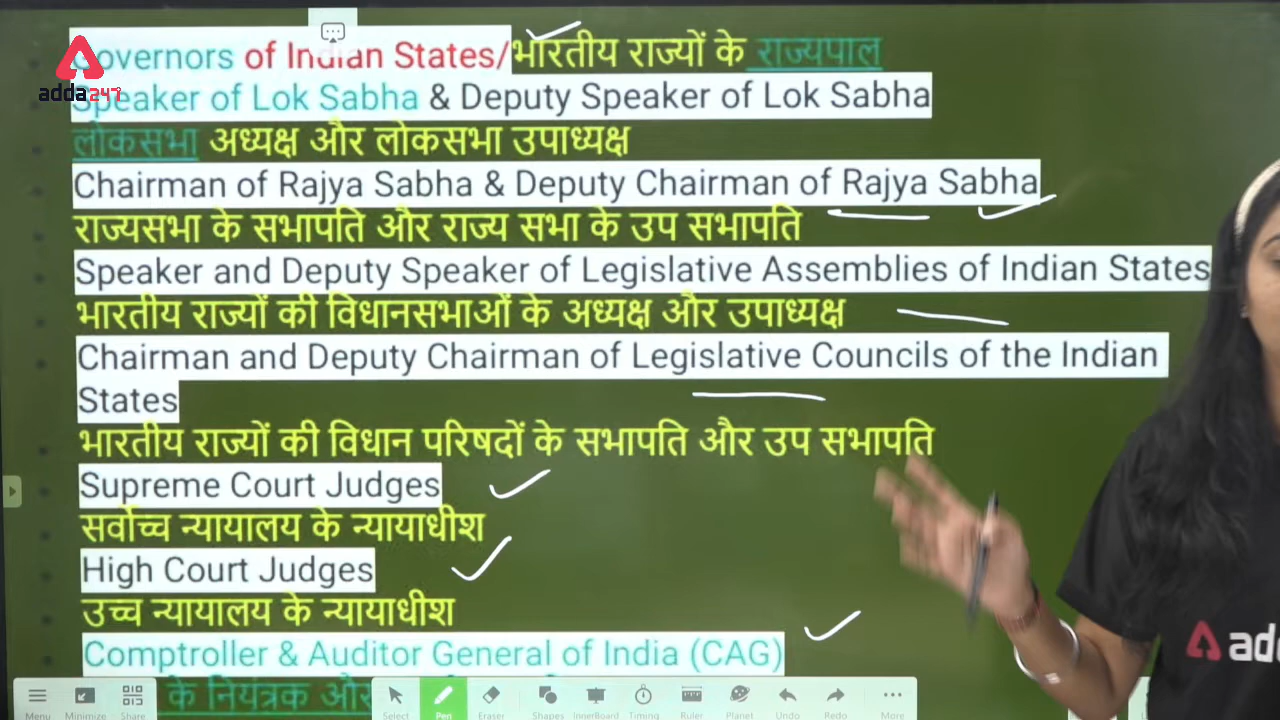 Governors of Indian States/भारतीय राज्यों के राज्यपाल
adda247
Speaker of Lok Sabha & Deputy Speaker of Lok Sabha
लोकसभा अध्यक्ष और लोकसभा उपाध्यक्ष
Chairman of Rajya Sabha & Deputy Chairman of Rajya Sabha
राज्यसभा के सभापति और राज्य सभा के उप सभापति
Speaker and Deputy Speaker of Legislative Assemblies of Indian States
भारतीय राज्यों की विधानसभाओं के अध्यक्ष और उपाध्यक्ष
Chairman and Deputy Chairman of Legislative Councils of the Indian
States
भारतीय राज्यों की विधान परिषदों के सभापति और उप सभापति
Supreme Court Judges
सर्वोच्च न्यायालय के न्यायाधीश
High Court Judges
उच्च न्यायालय के न्यायाधीश
Comptroller & Auditor General of India (CAG)
के नियंत्रक और
add
Menu Minimize Share Select Pen Eraser Shapes InnerBoard Timing Ruler Planet Undo Redo More